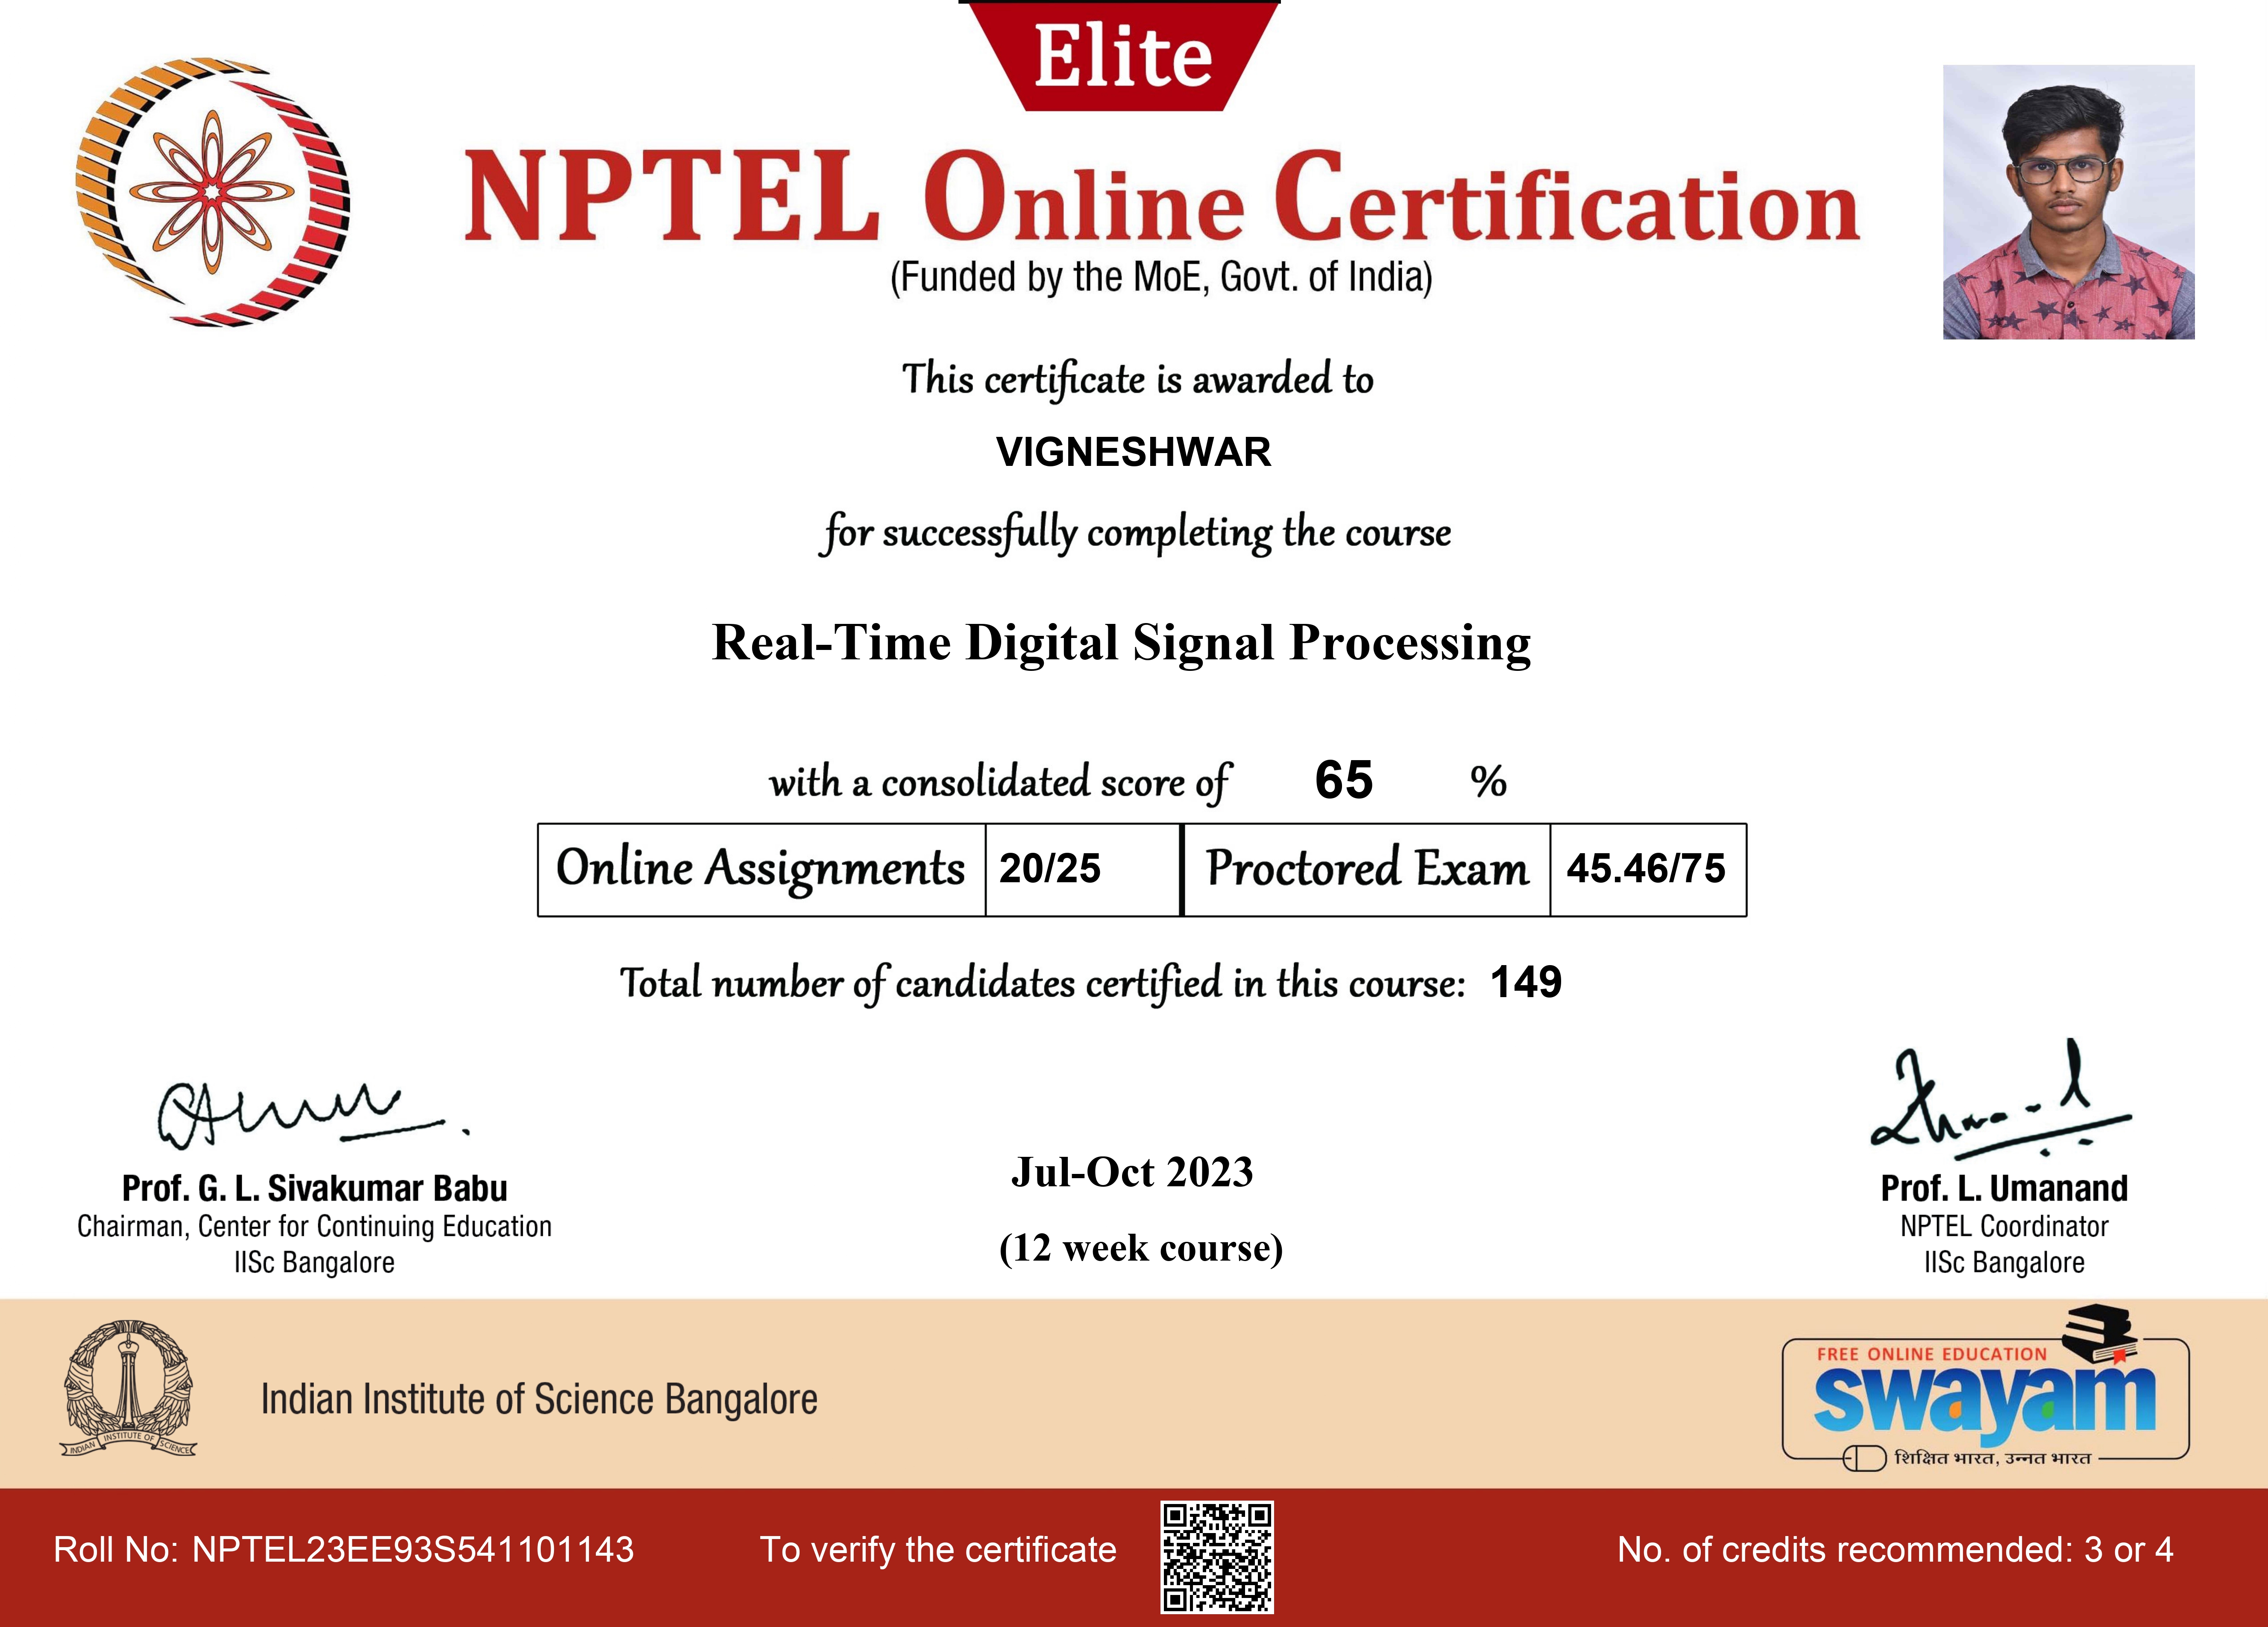 Elite
NPTEL Online Certification
(Funded by the MoE, Govt. of India)
This certificate is awarded to
VIGNESHWAR
for successfully completing the course
Real-Time Digital Signal Processing
with a consolidated score of 65 %
Online Assignments 20/25 Proctored Exam 45.46/75
Total number of candidates certified in this course: 149
Prof. G. L. Sivakumar Babu
Chairman, Center for Continuing Education
IISc Bangalore
Jul-Oct 2023
(12 week course)
Prof. L. Umanand
NPTEL Coordinator
IISc Bangalore
INDIAN INSTITUTE OF SCIENCE
Indian Institute of Science Bangalore
FREE ONLINE EDUCATION
swayam
शिक्षित भारत, उन्नत भारत
Roll No: NPTEL23EE93S541101143
To verify the certificate
No. of credits recommended: 3 or 4